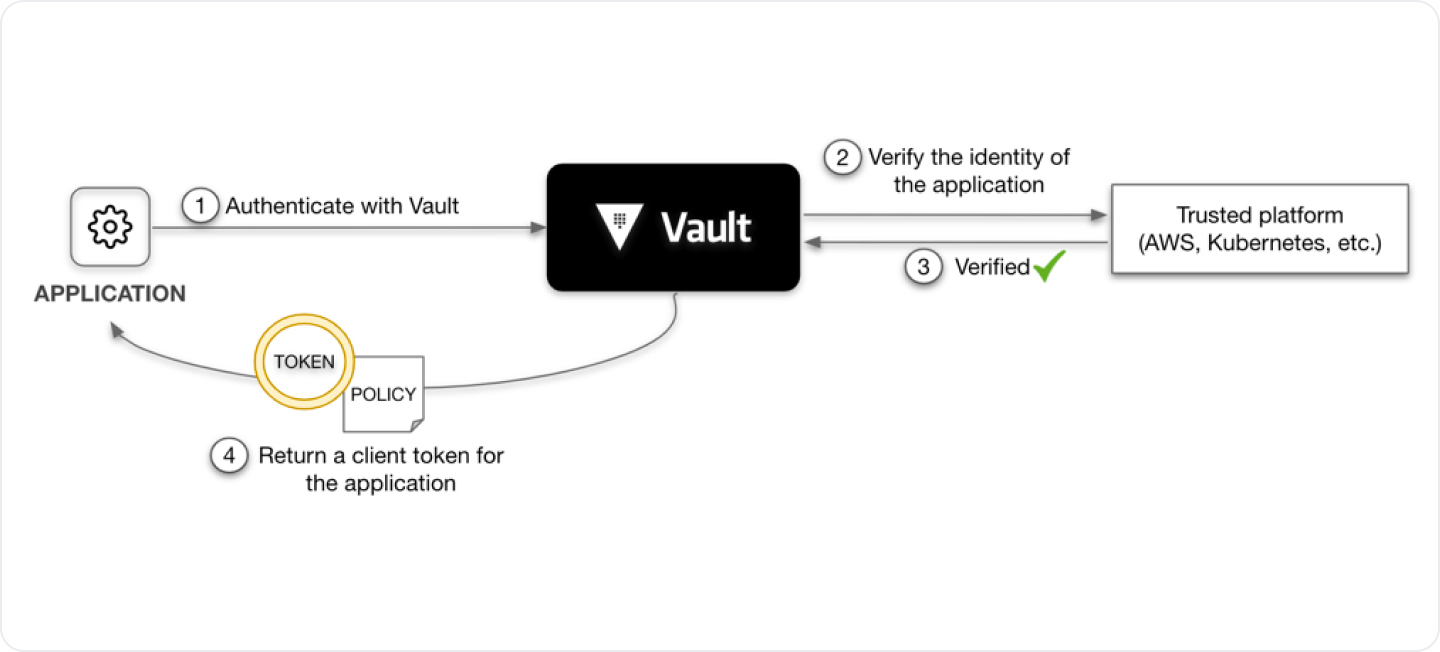 1 Authenticate with Vault
APPLICATION
Vault
2 Verify the identity of
the application
Trusted platform
(AWS, Kubernetes, etc.)
3 Verified
TOKEN
POLICY
4 Return a client token for
the application